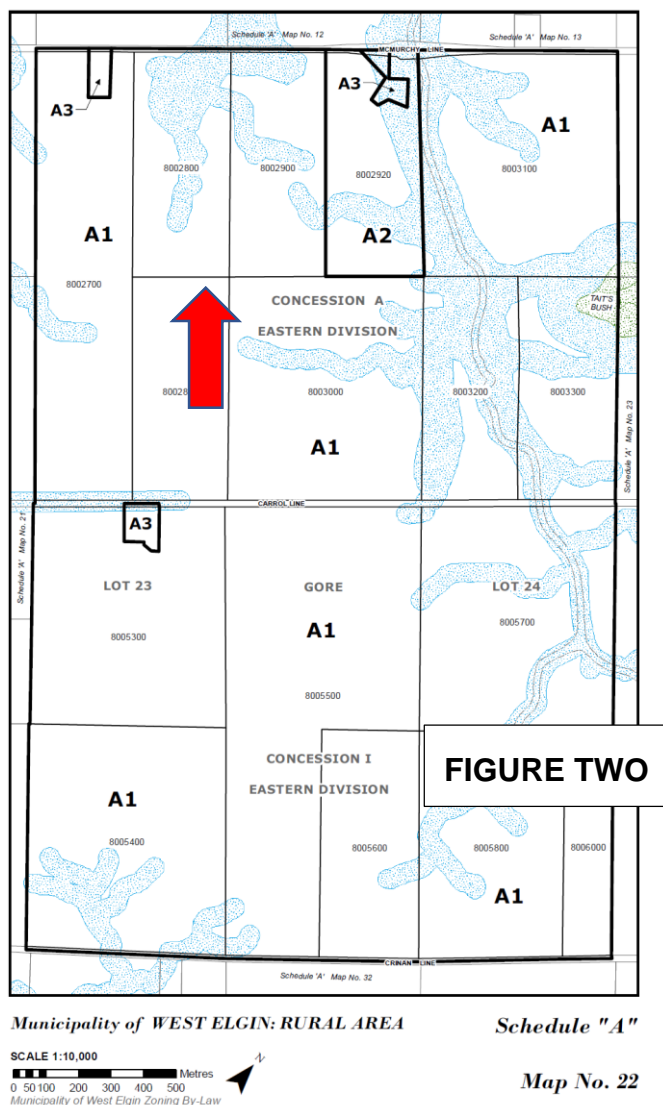 Schedule 'A' Map No. 12
Schedule 'A' Map No. 13
MCMURCHY LINE
A3
A3
A1
8002800
8002900
8002920
8003100
A1
A2
8002700
CONCESSION A
EASTERN DIVISION
TAIT'S
BUSH
80028
8003000
8003200
8003300
A1
Schedule 'A' Map No. 23
CARROL LINE
A3
Schedule 'A' Map No. 21
LOT 23
GORE
LOT 24
8005300
A1
8005700
8005500
CONCESSION I
EASTERN DIVISION
FIGURE TWO
A1
8005400
8005600
8005800
8006000
A1
CRINAN LINE
Schedule 'A' Map No. 32
Municipality of WEST ELGIN: RURAL AREA
Schedule "A"
SCALE 1:10,000
N
Metres
0 50 100 200 300 400 500
Municipality of West Elgin Zoning By-Law
Map No. 22